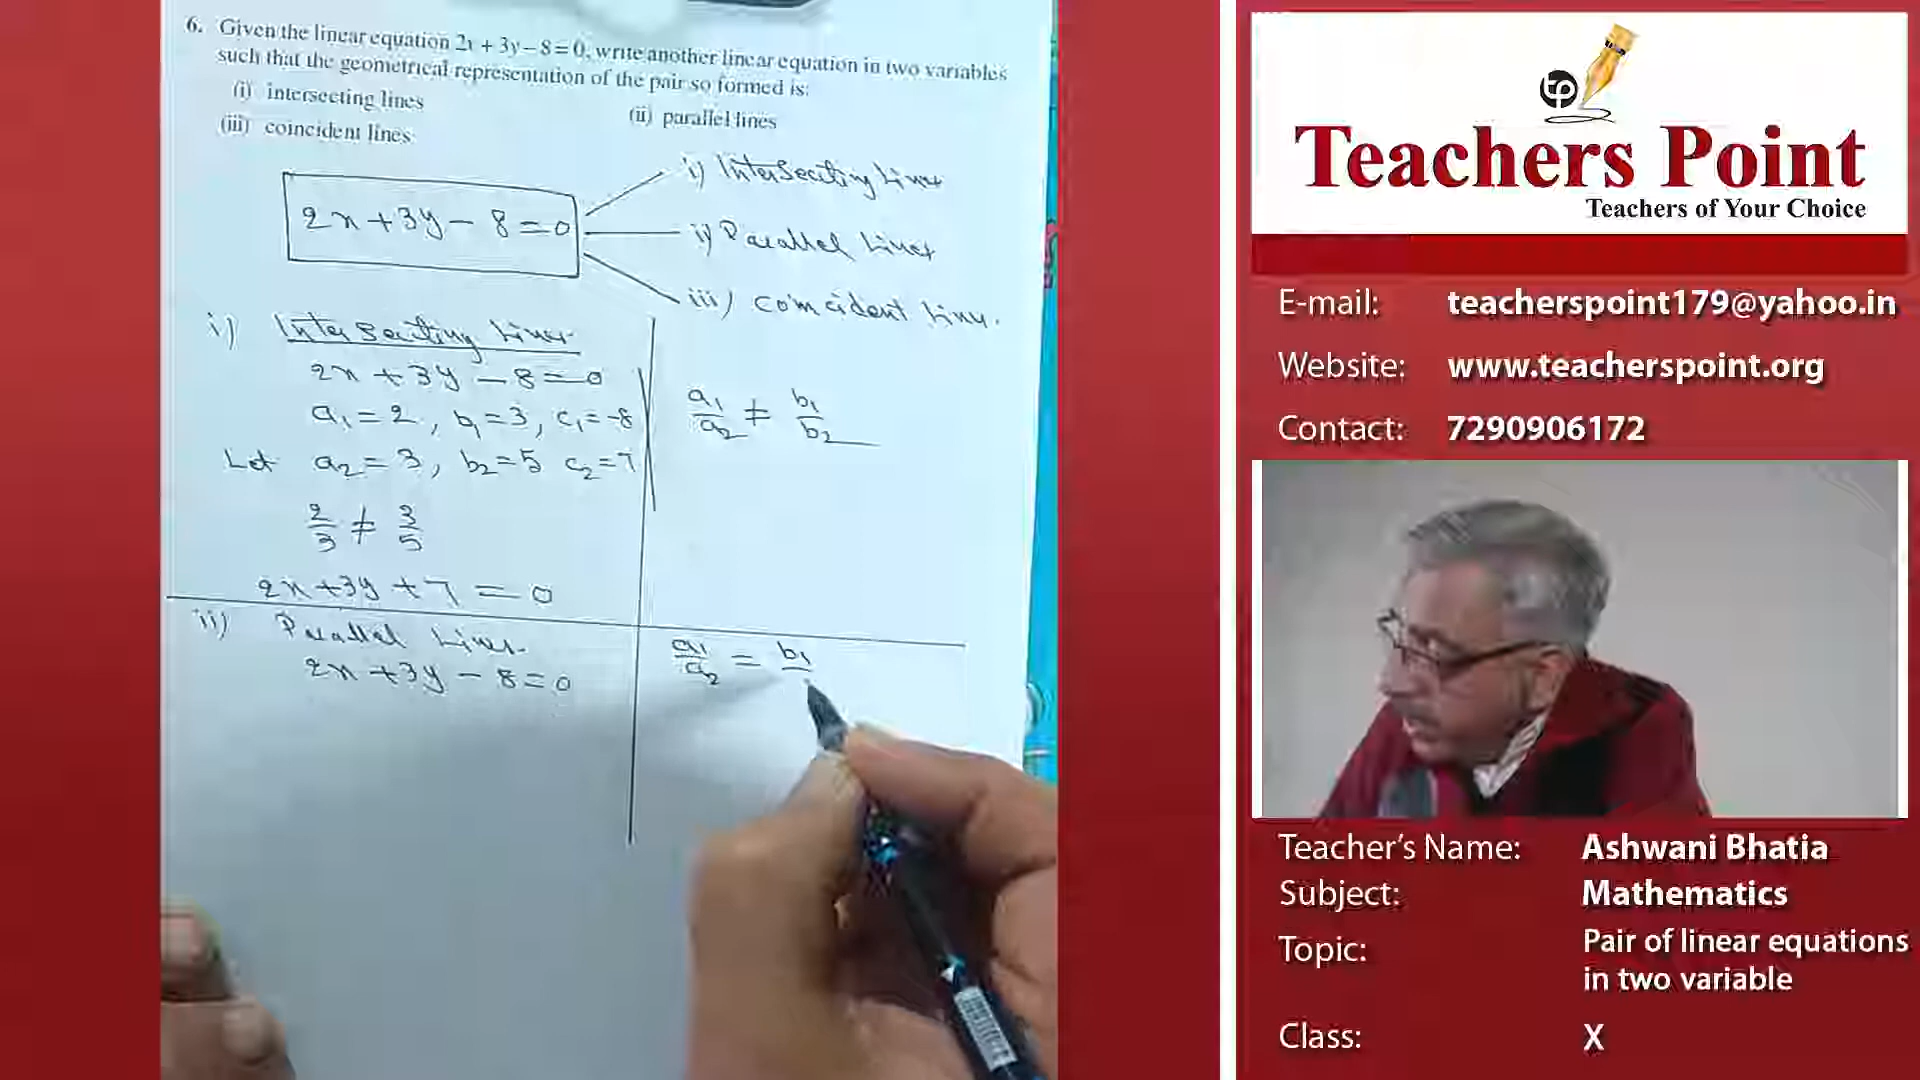 6. Given the linear equation 2x + 3y – 8 = 0, write another linear equation in two variables
such that the geometrical representation of the pair so formed is:
(i) intersecting lines
(ii) parallel lines
(iii) coincident lines
2x + 3y - 8 = 0
i) Intersecting Lines
ii) Parallel Lines
iii) Coincident Lines.
i) Intersecting Lines
2x + 3y - 8 = 0
a₁ = 2, b₁ = 3, c₁ = -8
Let a₂ = 3, b₂ = 5 c₂ = 7
2/3 ≠ 3/5
2x + 3y + 7 = 0
a₁/a₂ ≠ b₁/b₂
ii) Parallel Lines.
2x + 3y - 8 = 0
a₁/a₂ = b₁/
tp
Teachers Point
Teachers of Your Choice
E-mail: teacherspoint179@yahoo.in
Website: www.teacherspoint.org
Contact: 7290906172
Teacher's Name: Ashwani Bhatia
Subject: Mathematics
Topic: Pair of linear equations
in two variable
Class: X